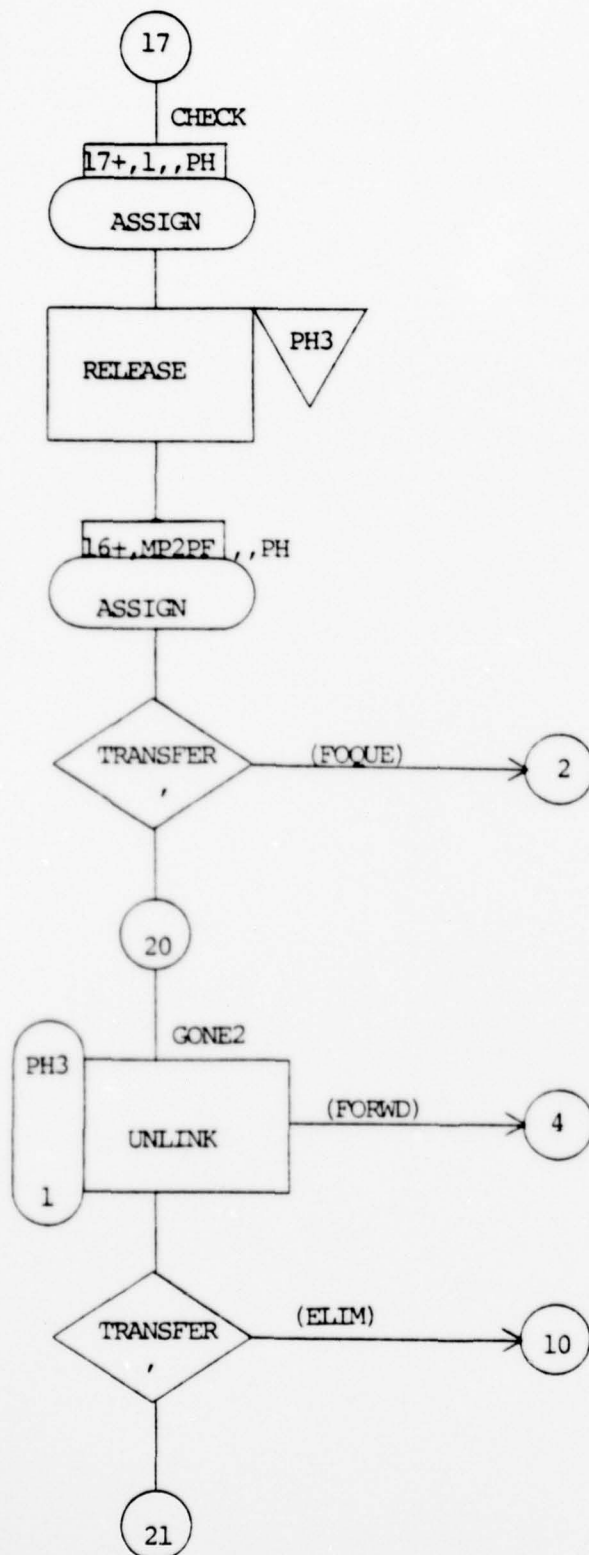 17
CHECK
17+,1,,PH
ASSIGN
PH3
RELEASE
16+,MP2PF,,PH
ASSIGN
TRANSFER
,
(FOQUE)
2
20
GONE2
PH3
UNLINK
1
(FORWD)
4
TRANSFER
,
(ELIM)
10
21